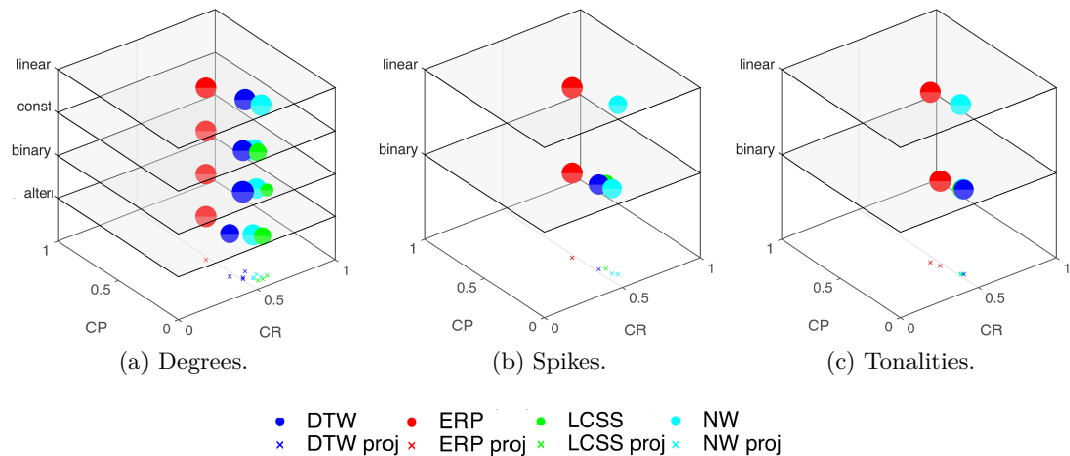 linear
const
binary
alter
1
0.5
0
CP
0
0.5
1
CR
(a) Degrees.
linear
binary
1
0.5
0
CP
0
0.5
1
CR
(b) Spikes.
linear
binary
1
0.5
0
CP
0
0.5
1
CR
(c) Tonalities.
DTW ERP LCSS NW
DTW proj ERP proj LCSS proj NW proj